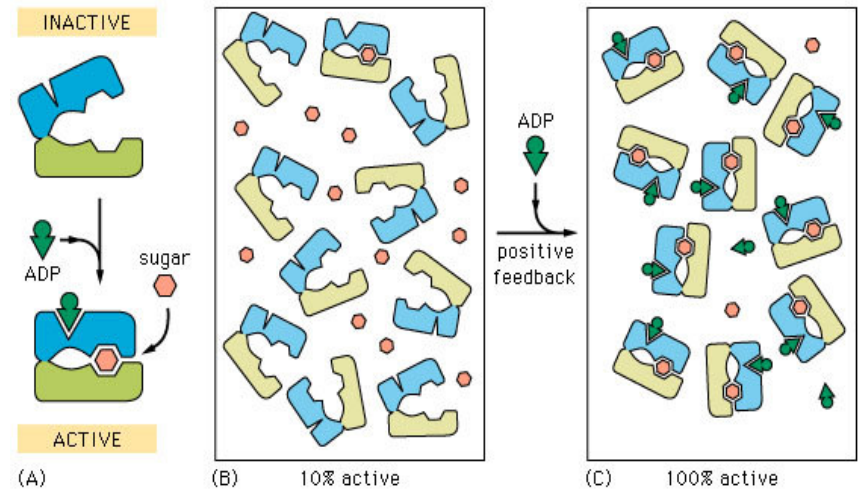 INACTIVE
ADP
sugar
ACTIVE
(A)
(B)
10% active
ADP
positive
feedback
(C)
100% active